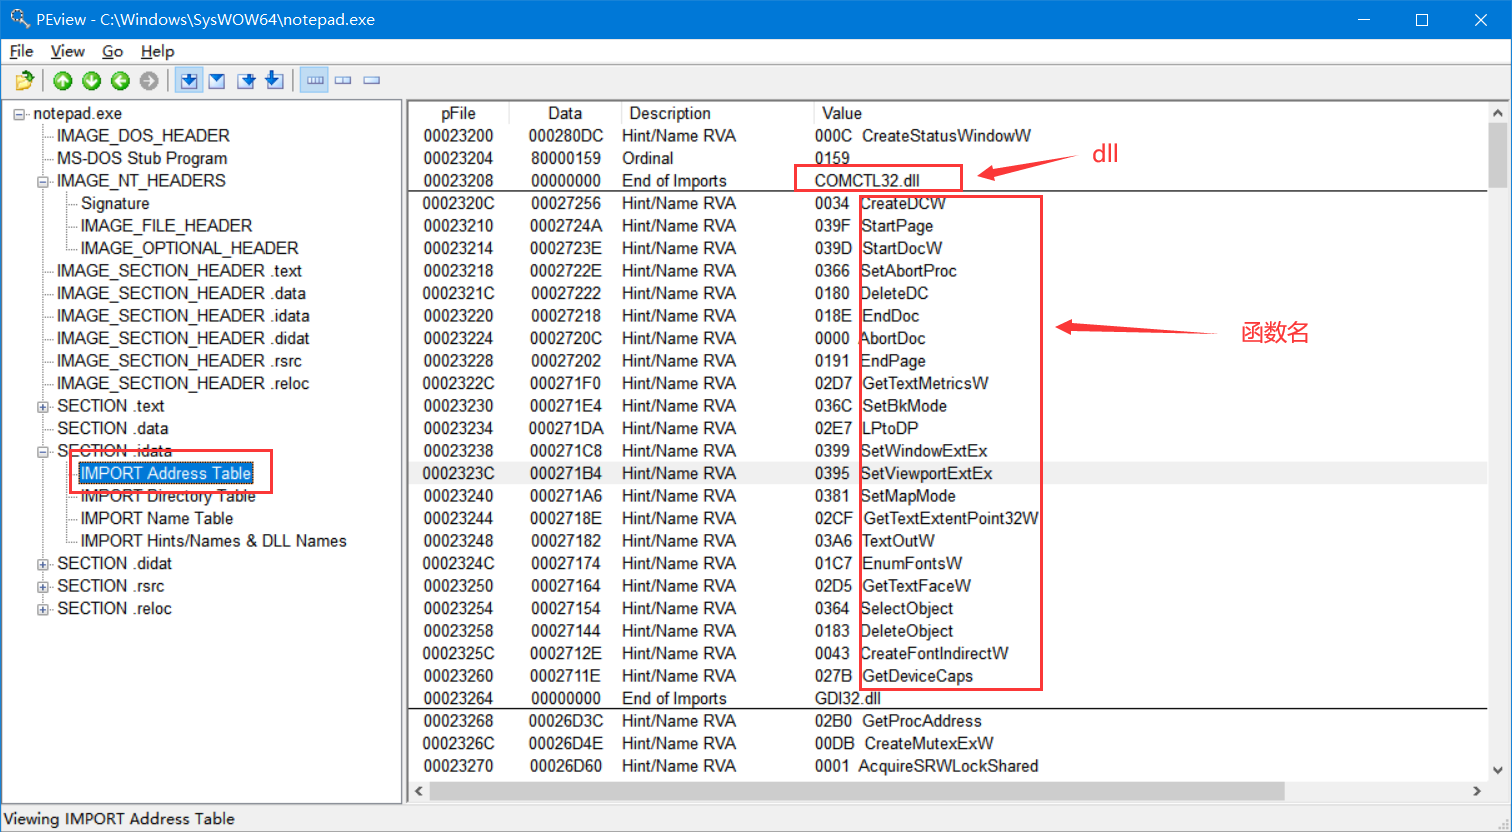 PEview - C:\Windows\SysWOW64\notepad.exe
File View Go Help
notepad.exe
IMAGE_DOS_HEADER
MS-DOS Stub Program
IMAGE_NT_HEADERS
Signature
IMAGE_FILE_HEADER
IMAGE_OPTIONAL_HEADER
IMAGE_SECTION_HEADER .text
IMAGE_SECTION_HEADER .data
IMAGE_SECTION_HEADER .idata
IMAGE_SECTION_HEADER .didat
IMAGE_SECTION_HEADER .rsrc
IMAGE_SECTION_HEADER .reloc
SECTION .text
SECTION .data
SECTION .idata
IMPORT Address Table
IMPORT Directory Table
IMPORT Name Table
IMPORT Hints/Names & DLL Names
SECTION .didat
SECTION .rsrc
SECTION .reloc
pFile Data Description Value
00023200 000280DC Hint/Name RVA 000C CreateStatusWindowW
00023204 80000159 Ordinal 0159
00023208 00000000 End of Imports COMCTL32.dll
0002320C 00027256 Hint/Name RVA 0034 CreateDCW
00023210 0002724A Hint/Name RVA 039F StartPage
00023214 0002723E Hint/Name RVA 039D StartDocW
00023218 0002722E Hint/Name RVA 0366 SetAbortProc
0002321C 00027222 Hint/Name RVA 0180 DeleteDC
00023220 00027218 Hint/Name RVA 018E EndDoc
00023224 0002720C Hint/Name RVA 0000 AbortDoc
00023228 00027202 Hint/Name RVA 0191 EndPage
0002322C 000271F0 Hint/Name RVA 02D7 GetTextMetricsW
00023230 000271E4 Hint/Name RVA 036C SetBkMode
00023234 000271DA Hint/Name RVA 02E7 LPtoDP
00023238 000271C8 Hint/Name RVA 0399 SetWindowExtEx
0002323C 000271B4 Hint/Name RVA 0395 SetViewportExtEx
00023240 000271A6 Hint/Name RVA 0381 SetMapMode
00023244 0002718E Hint/Name RVA 02CF GetTextExtentPoint32W
00023248 00027182 Hint/Name RVA 03A6 TextOutW
0002324C 00027174 Hint/Name RVA 01C7 EnumFontsW
00023250 00027164 Hint/Name RVA 02D5 GetTextFaceW
00023254 00027154 Hint/Name RVA 0364 SelectObject
00023258 00027144 Hint/Name RVA 0183 DeleteObject
0002325C 0002712E Hint/Name RVA 0043 CreateFontIndirectW
00023260 0002711E Hint/Name RVA 027B GetDeviceCaps
00023264 00000000 End of Imports GDI32.dll
00023268 00026D3C Hint/Name RVA 02B0 GetProcAddress
0002326C 00026D4E Hint/Name RVA 00DB CreateMutexExW
00023270 00026D60 Hint/Name RVA 0001 AcquireSRWLockShared
dll
函数名
Viewing IMPORT Address Table